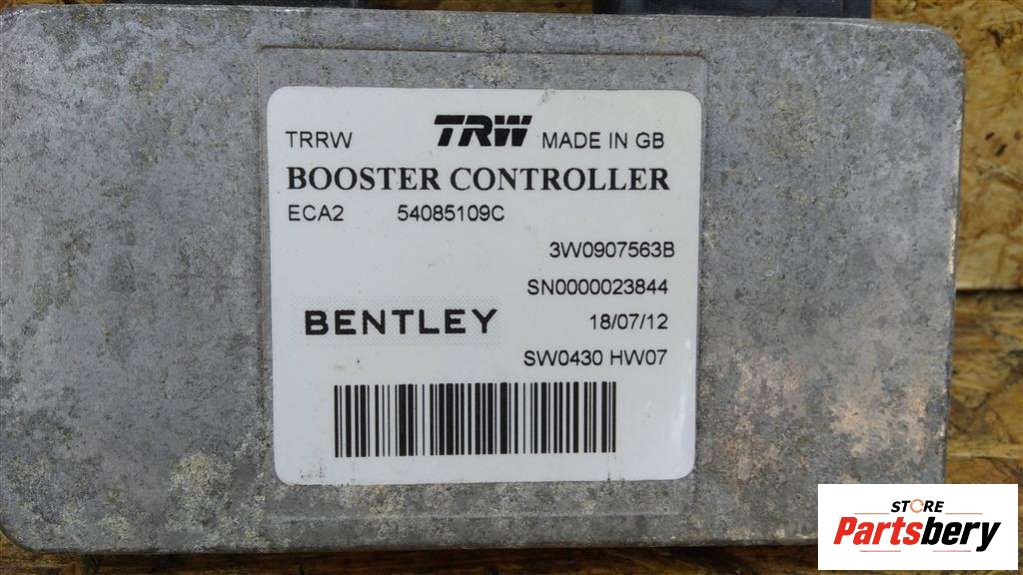 TRRW TRW MADE IN GB
BOOSTER CONTROLLER
ECA2 54085109C
3W0907563B
SN0000023844
BENTLEY 18/07/12
SW0430 HW07
STORE
Partsbery